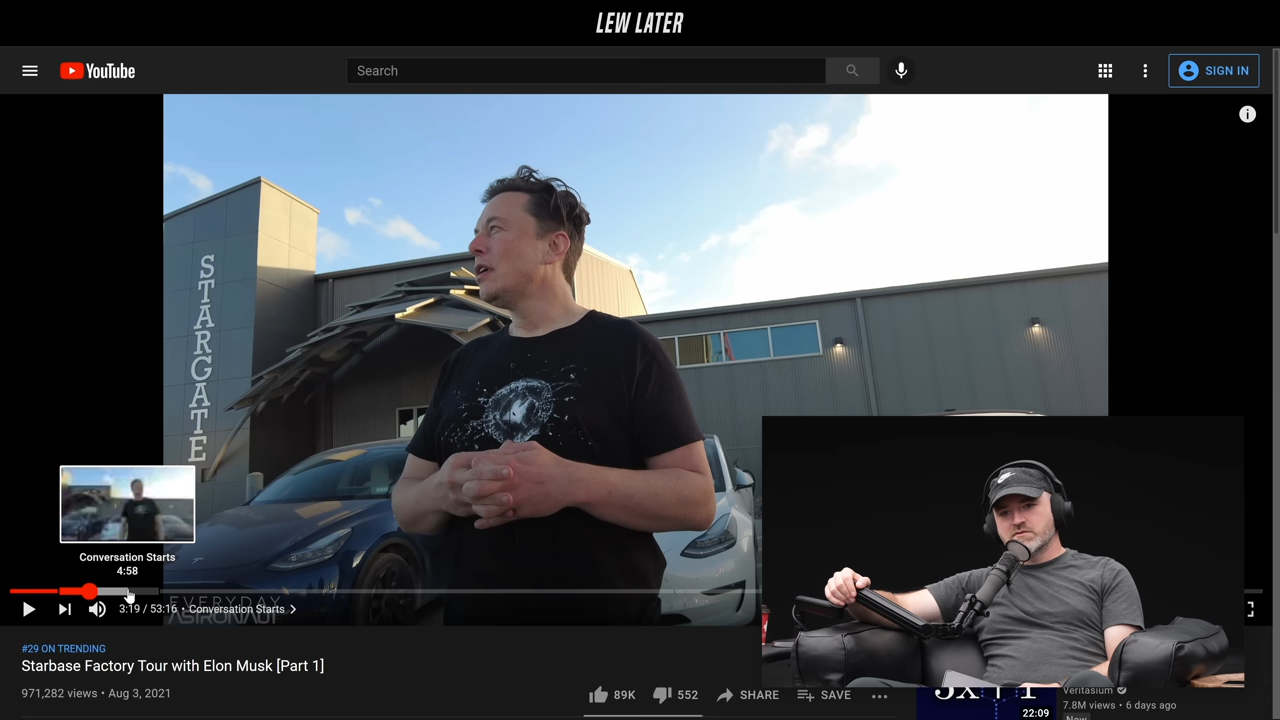 LEW LATER
YouTube
Search
SIGN IN
STARGATE
Conversation Starts
4:58
3:19 / 53:16 • Conversation Starts
EVERYDAY
ASTRONAUT
#29 ON TRENDING
Starbase Factory Tour with Elon Musk [Part 1]
971,282 views • Aug 3, 2021
89K
552
SHARE
SAVE
22:09
Veritasium
7.8M views • 6 days ago
New